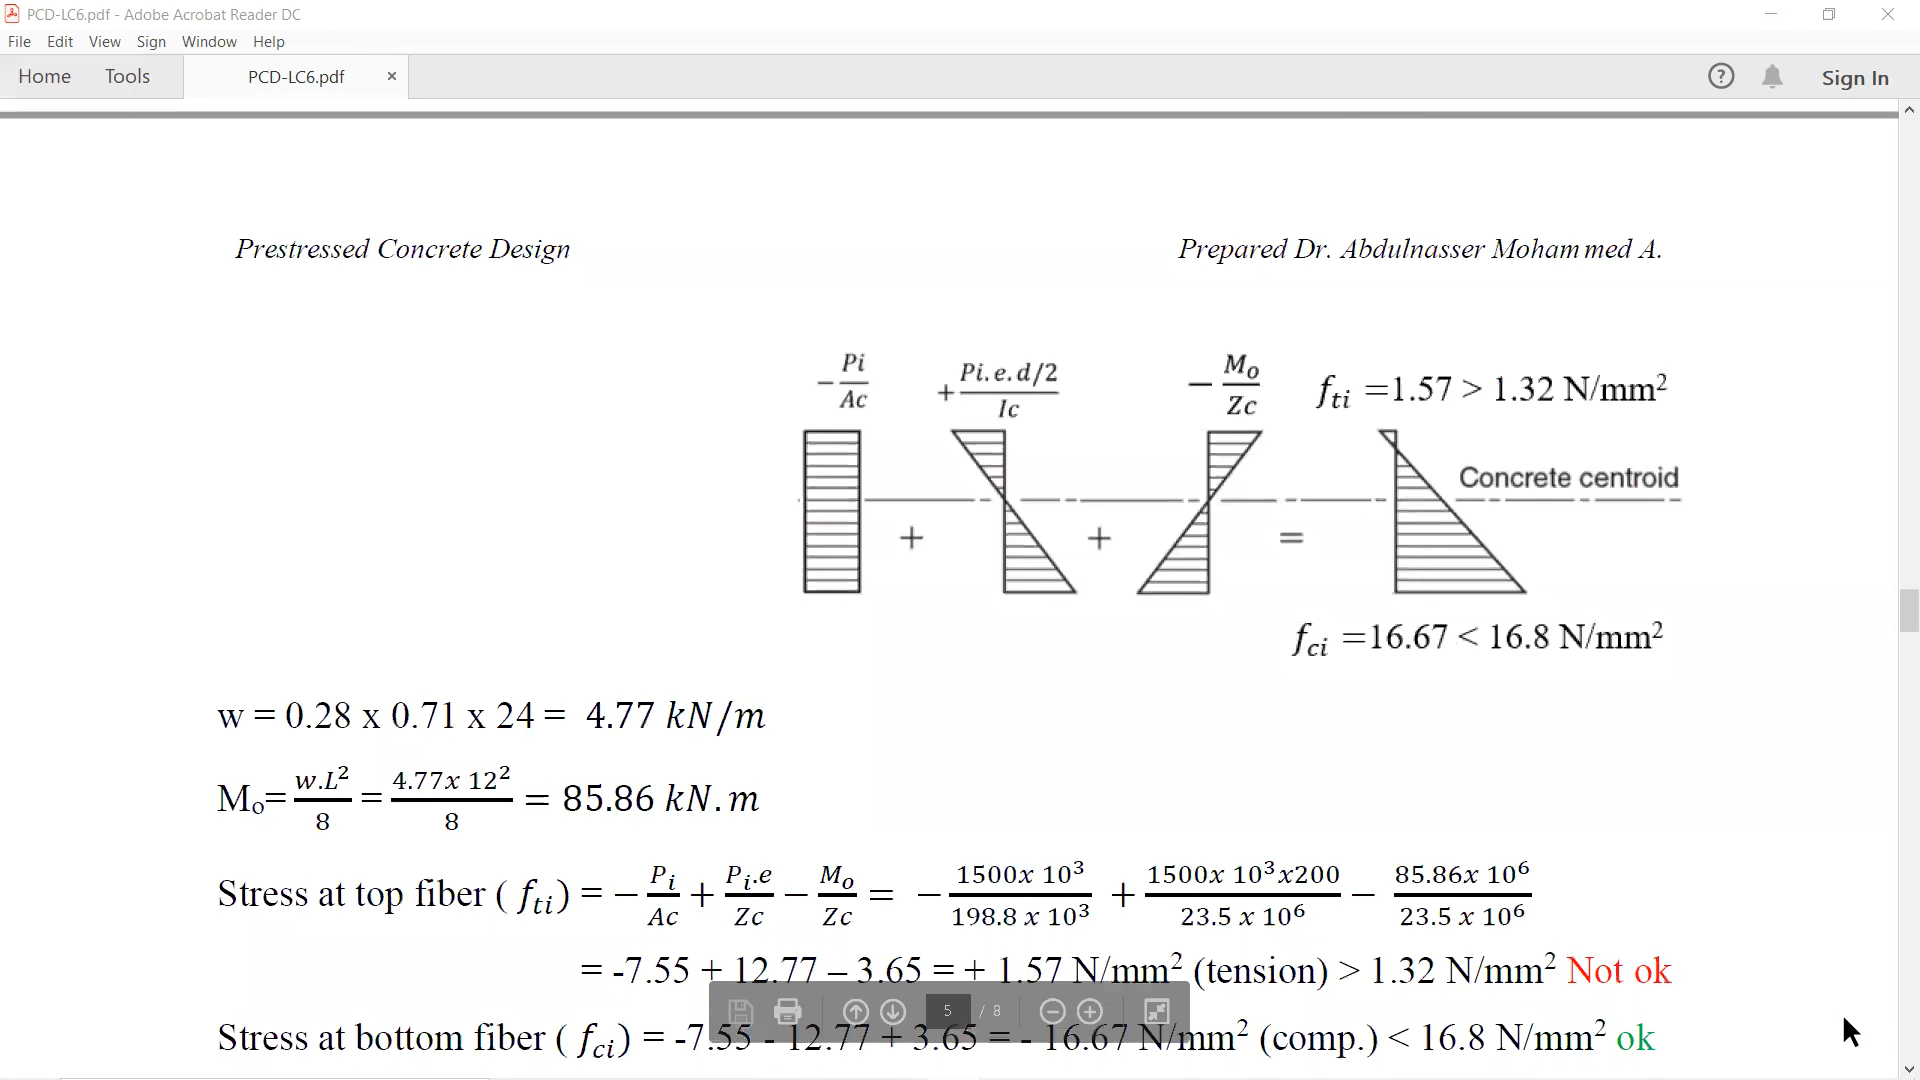 PCD-LC6.pdf - Adobe Acrobat Reader DC
File Edit View Sign Window Help
Home Tools PCD-LC6.pdf × ? Sign In
Prestressed Concrete Design Prepared Dr. Abdulnasser Mohammed A.
− Pi/Ac + Pi.e.d/2 / Ic − Mo/Zc fti =1.57 > 1.32 N/mm²
Concrete centroid
+ + =
fci =16.67 < 16.8 N/mm²
w = 0.28 x 0.71 x 24 = 4.77 kN/m
Mo= w.L²/8 = 4.77x 12²/8 = 85.86 kN.m
Stress at top fiber ( fti) = − Pi/Ac + Pi.e/Zc − Mo/Zc = − 1500x 10³/198.8 x 10³ + 1500x 10³x200/23.5 x 10⁶ − 85.86x 10⁶/23.5 x 10⁶
= -7.55 + 12.77 – 3.65 = + 1.57 N/mm² (tension) > 1.32 N/mm² Not ok
5 / 8
Stress at bottom fiber ( fci) = -7.55 - 12.77 + 3.65 = - 16.67 N/mm² (comp.) < 16.8 N/mm² ok